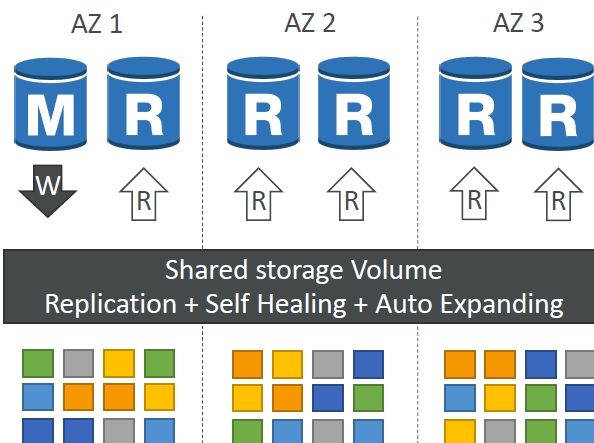 AZ 1 AZ 2 AZ 3
M R R R R R
W R R R R R
Shared storage Volume
Replication + Self Healing + Auto Expanding